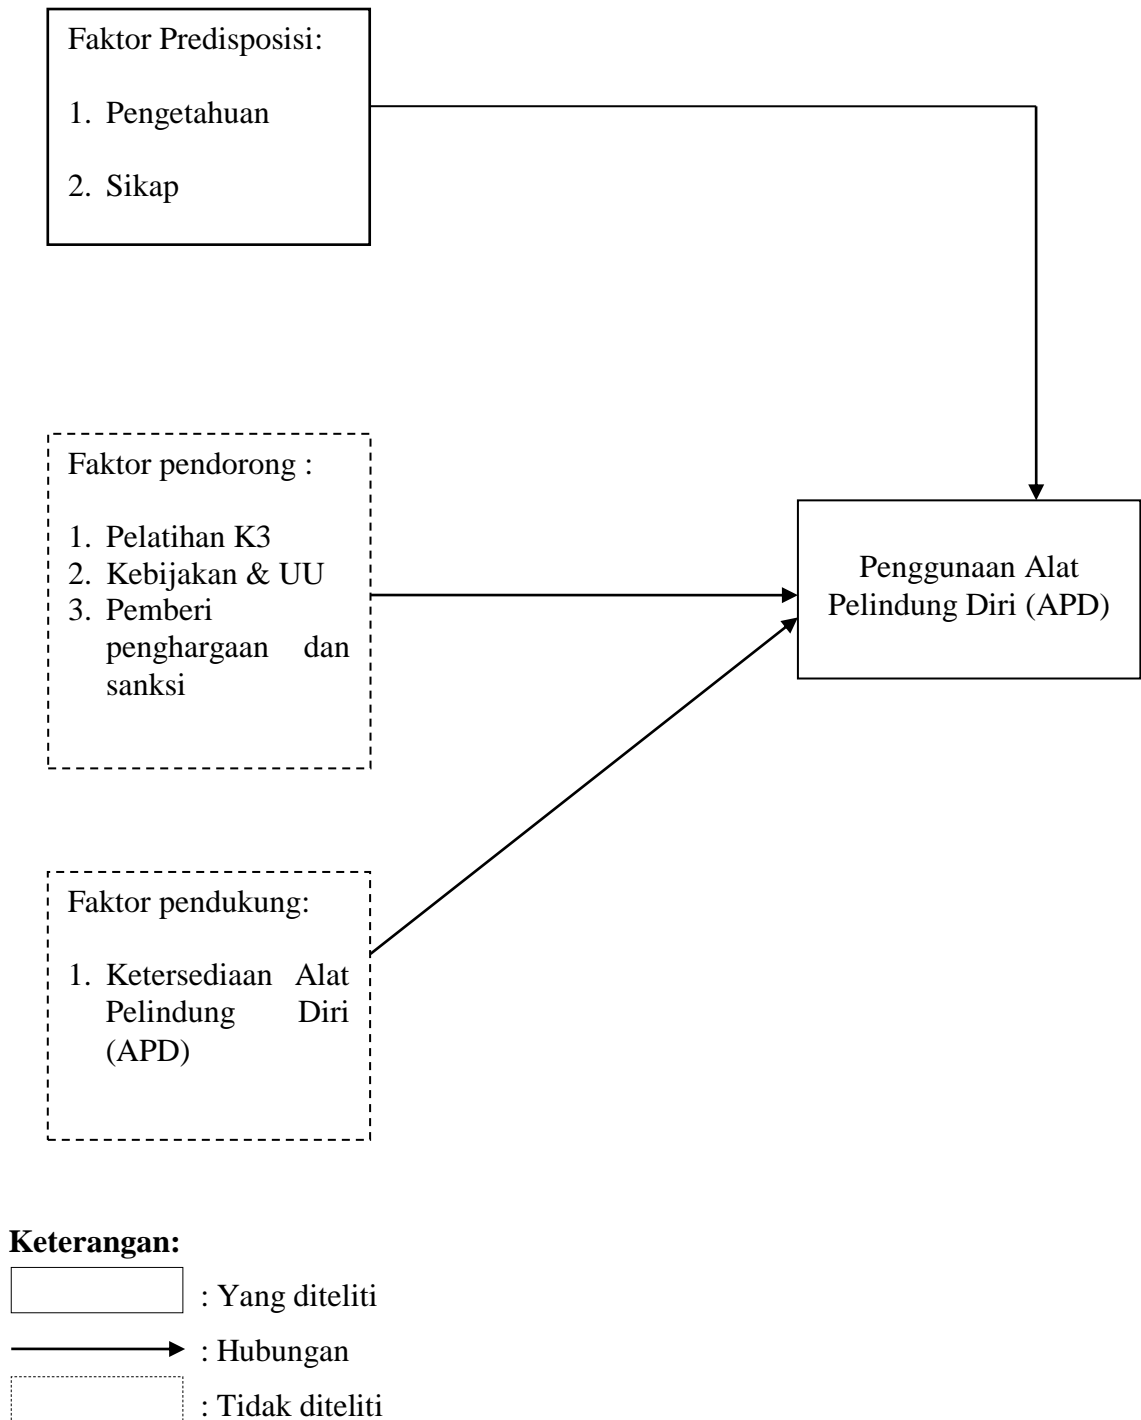 Faktor Predisposisi:
1. Pengetahuan
2. Sikap
Faktor pendorong :
1. Pelatihan K3
2. Kebijakan & UU
3. Pemberi
penghargaan dan
sanksi
Penggunaan Alat
Pelindung Diri (APD)
Faktor pendukung:
1. Ketersediaan Alat
Pelindung Diri
(APD)
Keterangan:
: Yang diteliti
: Hubungan
: Tidak diteliti